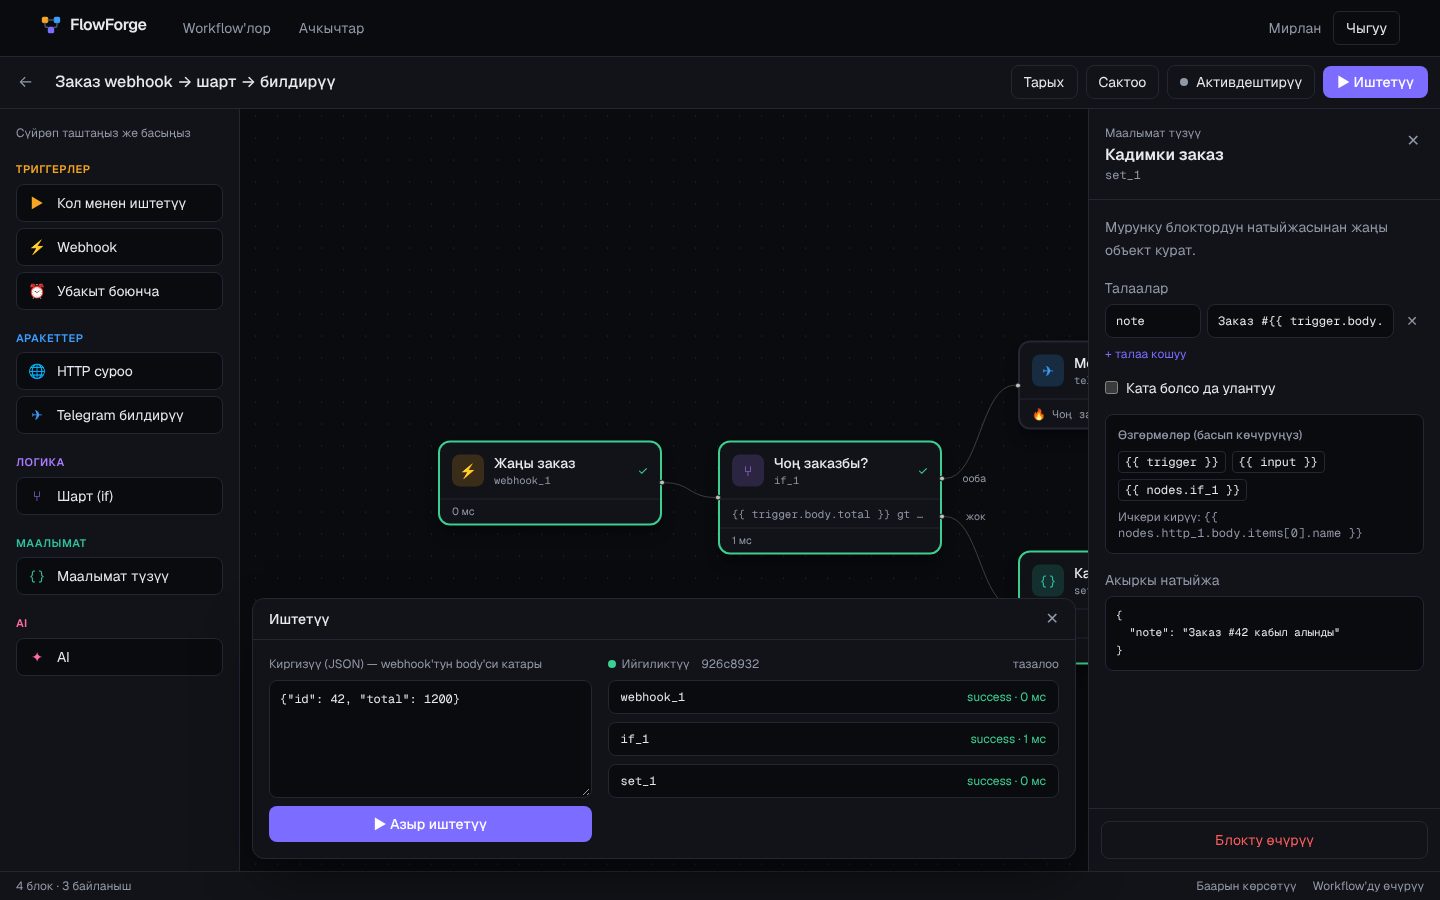 FlowForge
Workflow'лор
Ачкычтар
Мирлан
Чыгуу
←
Заказ webhook → шарт → билдирүү
Тарых
Сактоо
Активдештирүү
▶ Иштетүү
Сүйрөп таштаңыз же басыңыз
ТРИГГЕРЛЕР
Кол менен иштетүү
Webhook
Убакыт боюнча
АРАКЕТТЕР
HTTP суроо
Telegram билдирүү
ЛОГИКА
Шарт (if)
МААЛЫМАТ
{} Маалымат түзүү
AI
AI
Жаңы заказ
webhook_1
0 мс
Чоң заказбы?
if_1
{{ trigger.body.total }} gt …
1 мс
ооба
жок
Чоң
{}
Иштетүү
Киргизүү (JSON) — webhook'тун body'си катары
{"id": 42, "total": 1200}
▶ Азыр иштетүү
Ийгиликтүү 926c8932
тазалоо
webhook_1 success · 0 мс
if_1 success · 1 мс
set_1 success · 0 мс
Маалымат түзүү
Кадимки заказ
set_1
Мурунку блоктордун натыйжасынан жаңы
объект курат.
Талаалар
note
Заказ #{{ trigger.body.
+ талаа кошуу
Ката болсо да улантуу
Өзгөрмөлөр (басып көчүрүңүз)
{{ trigger }} {{ input }}
{{ nodes.if_1 }}
Ичкери кирүү: {{
nodes.http_1.body.items[0].name }}
Акыркы натыйжа
{
"note": "Заказ #42 кабыл алынды"
}
Блокту өчүрүү
4 блок · 3 байланыш
Баарын көрсөтүү
Workflow'ду өчүрүү